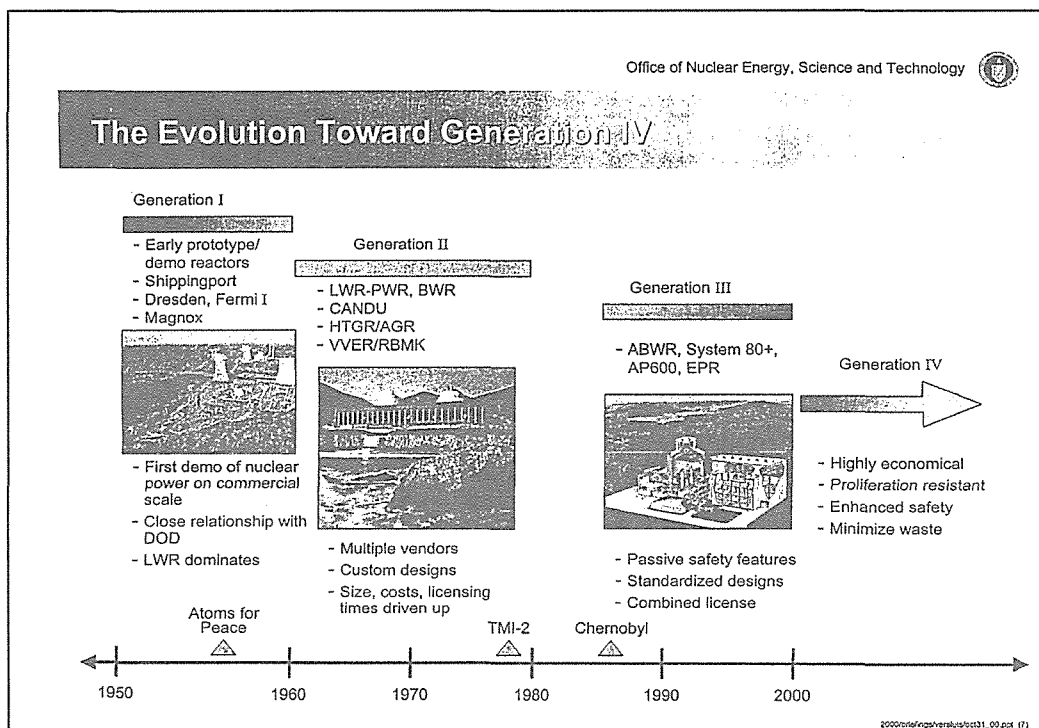 Office of Nuclear Energy, Science and Technology
The Evolution Toward Generation IV
Generation I
- Early prototype/
demo reactors
- Shippingport
- Dresden, Fermi I
- Magnox
- First demo of nuclear
power on commercial
scale
- Close relationship with
DOD
- LWR dominates
Generation II
- LWR-PWR, BWR
- CANDU
- HTGR/AGR
- VVER/RBMK
- Multiple vendors
- Custom designs
- Size, costs, licensing
times driven up
Generation III
- ABWR, System 80+,
AP600, EPR
- Passive safety features
- Standardized designs
- Combined license
Generation IV
- Highly economical
- Proliferation resistant
- Enhanced safety
- Minimize waste
Atoms for
Peace
TMI-2
Chernobyl
1950
1960
1970
1980
1990
2000